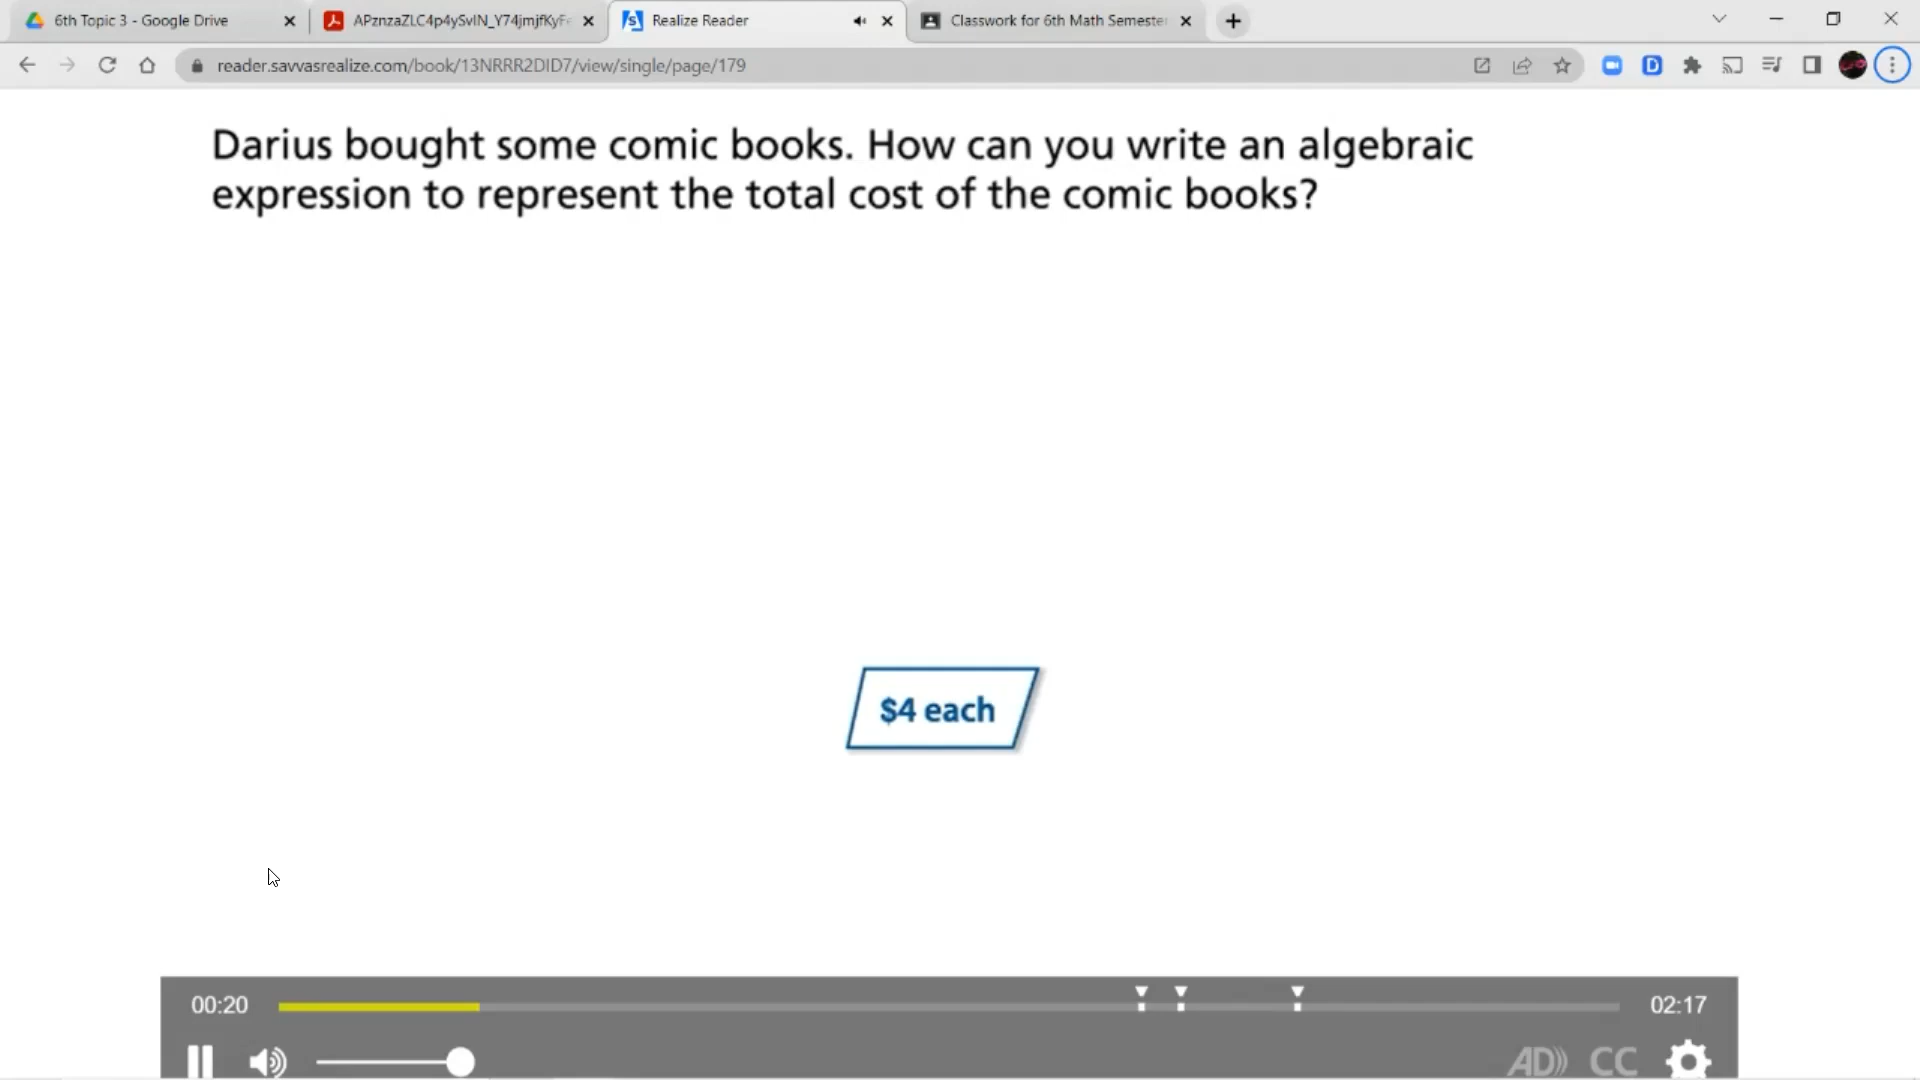 6th Topic 3 - Google Drive
Realize Reader
Classwork for 6th Math Semester
reader.savvasrealize.com/book/13NRRR2DID7/view/single/page/179
Darius bought some comic books. How can you write an algebraic
expression to represent the total cost of the comic books?
$4 each
00:20
02:17
AD
CC